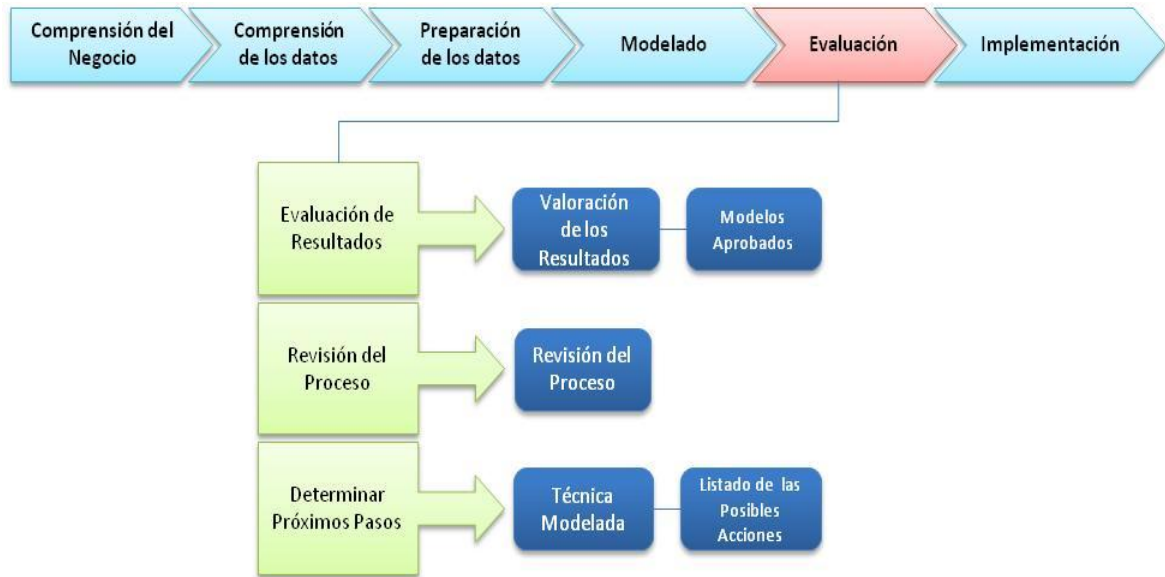 Comprensión del
Negocio
Comprensión
de los datos
Preparación
de los datos
Modelado
Evaluación
Implementación
Evaluación de
Resultados
Valoración
de los
Resultados
Modelos
Aprobados
Revisión del
Proceso
Revisión del
Proceso
Determinar
Próximos Pasos
Técnica
Modelada
Listado de las
Posibles
Acciones